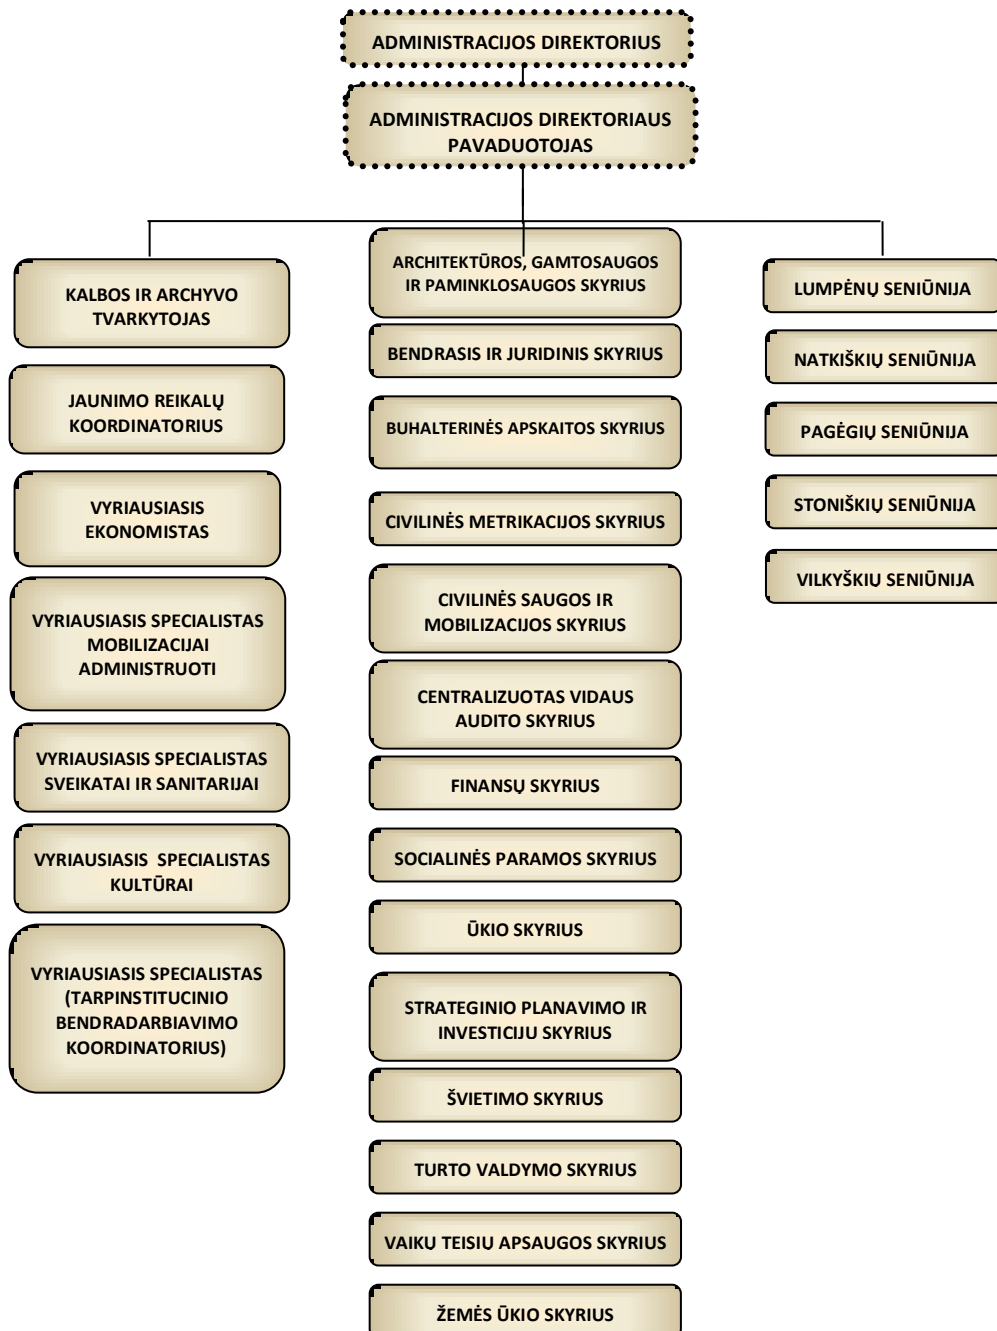 ADMINISTRACIJOS DIREKTORIUS
ADMINISTRACIJOS DIREKTORIAUS
PAVADUOTOJAS
KALBOS IR ARCHYVO
TVARKYTOJAS
JAUNIMO REIKALŲ
KOORDINATORIUS
VYRIAUSIASIS
EKONOMISTAS
VYRIAUSIASIS SPECIALISTAS
MOBILIZACIJAI
ADMINISTRUOTI
VYRIAUSIASIS SPECIALISTAS
SVEIKATAI IR SANITARIJAI
VYRIAUSIASIS SPECIALISTAS
KULTŪRAI
VYRIAUSIASIS SPECIALISTAS
(TARPINSTITUCINIO
BENDRADARBIAVIMO
KOORDINATORIUS)
ARCHITEKTŪROS, GAMTOSAUGOS
IR PAMINKLOSAUGOS SKYRIUS
BENDRASIS IR JURIDINIS SKYRIUS
BUHALTERINĖS APSKAITOS SKYRIUS
CIVILINĖS METRIKACIJOS SKYRIUS
CIVILINĖS SAUGOS IR
MOBILIZACIJOS SKYRIUS
CENTRALIZUOTAS VIDAUS
AUDITO SKYRIUS
FINANSŲ SKYRIUS
SOCIALINĖS PARAMOS SKYRIUS
ŪKIO SKYRIUS
STRATEGINIO PLANAVIMO IR
INVESTICIJU SKYRIUS
ŠVIETIMO SKYRIUS
TURTO VALDYMO SKYRIUS
VAIKŲ TEISIŲ APSAUGOS SKYRIUS
ŽEMĖS ŪKIO SKYRIUS
LUMPĖNŲ SENIŪNIJA
NATKIŠKIŲ SENIŪNIJA
PAGĖGIŲ SENIŪNIJA
STONIŠKIŲ SENIŪNIJA
VILKYŠKIŲ SENIŪNIJA